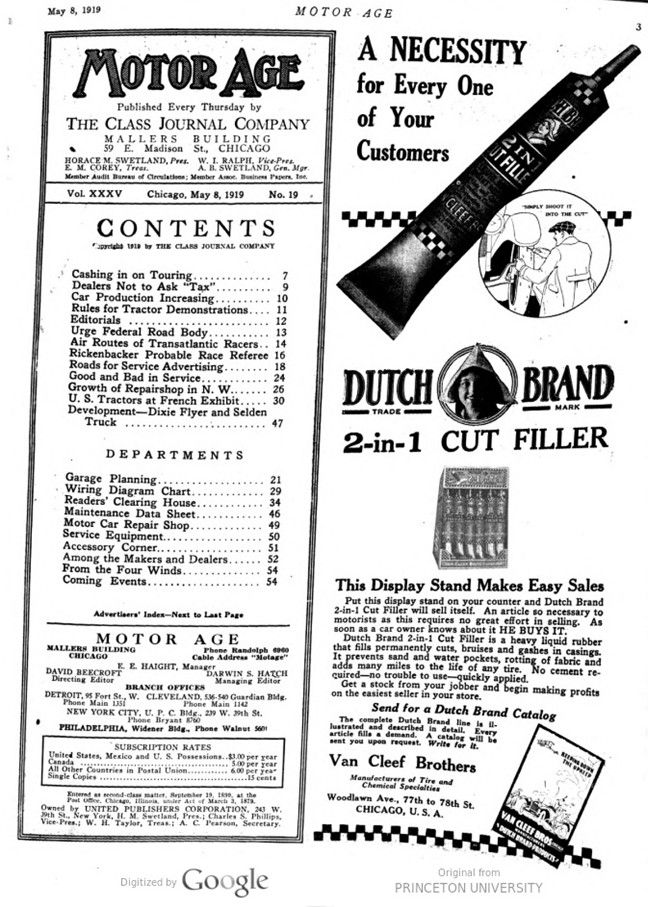 May 8, 1919
MOTOR AGE
3
MOTOR AGE
Published Every Thursday by
THE CLASS JOURNAL COMPANY
MALLERS BUILDING
59 E. Madison St., CHICAGO
HORACE M. SWETLAND, Pres. W. I. RALPH, Vice-Pres.
E. M. COREY, Treas. A. B. SWETLAND, Gen. Mgr.
Member Audit Bureau of Circulations; Member Assoc. Business Papers, Inc.
Vol. XXXV Chicago, May 8, 1919 No. 19
CONTENTS
Copyright 1919 by THE CLASS JOURNAL COMPANY
Cashing in on Touring............. 7
Dealers Not to Ask "Tax".......... 9
Car Production Increasing.......... 10
Rules for Tractor Demonstrations.... 11
Editorials .................... 12
Urge Federal Road Body........... 13
Air Routes of Transatlantic Racers.. 14
Rickenbacker Probable Race Referee 16
Roads for Service Advertising....... 18
Good and Bad in Service........... 24
Growth of Repairshop in N. W....... 26
U. S. Tractors at French Exhibit..... 30
Development—Dixie Flyer and Selden
Truck .................... 47
DEPARTMENTS
Garage Planning................. 21
Wiring Diagram Chart............ 29
Readers' Clearing House........... 34
Maintenance Data Sheet........... 46
Motor Car Repair Shop............ 49
Service Equipment............... 50
Accessory Corner................ 51
Among the Makers and Dealers...... 52
From the Four Winds............. 54
Coming Events................. 54
Advertisers' Index—Next to Last Page
MOTOR AGE
MALLERS BUILDING Phone Randolph 6960
CHICAGO Cable Address "Motage"
E. E. HAIGHT, Manager
DAVID BEECROFT DARWIN S. HATCH
Directing Editor Managing Editor
BRANCH OFFICES
DETROIT, 95 Fort St., W. CLEVELAND, 536-540 Guardian Bldg.
Phone Main 1351 Phone Main 1142
NEW YORK CITY, U. P. C. Bldg., 239 W. 39th St.
Phone Bryant 8760
PHILADELPHIA, Widener Bldg., Phone Walnut 5601
SUBSCRIPTION RATES
United States, Mexico and U. S. Possessions..$3.00 per year
Canada .................... 5.00 per year
All Other Countries in Postal Union........... 6.00 per year
Single Copies .................... .15 cents
Entered as second-class matter, September 19, 1899, at the
Post Office, Chicago, Illinois, under Act of March 3, 1879.
Owned by UNITED PUBLISHERS CORPORATION, 243 W.
39th St., New York, H. M. Swetland, Pres.; Charles S. Phillips,
Vice-Pres.; W. H. Taylor, Treas.; A. C. Pearson, Secretary.
A NECESSITY
for Every One
of Your
Customers
2 IN 1
CUT FILLER
"SIMPLY SHOOT IT
INTO THE CUT"
DUTCH BRAND
TRADE MARK
2-in-1 CUT FILLER
This Display Stand Makes Easy Sales
Put this display stand on your counter and Dutch Brand
2-in-1 Cut Filler will sell itself. An article so necessary to
motorists as this requires no great effort in selling. As
soon as a car owner knows about it HE BUYS IT.
Dutch Brand 2-in-1 Cut Filler is a heavy liquid rubber
that fills permanently cuts, bruises and gashes in casings.
It prevents sand and water pockets, rotting of fabric and
adds many miles to the life of any tire. No cement re-
quired—no trouble to use—quickly applied.
Get a stock from your jobber and begin making profits
on the easiest seller in your store.
Send for a Dutch Brand Catalog
The complete Dutch Brand line is il-
lustrated and described in detail. Every
article fills a demand. A catalog will be
sent you upon request. Write for it.
Van Cleef Brothers
Manufacturers of Tire and
Chemical Specialties
Woodlawn Ave., 77th to 78th St.
CHICAGO, U. S. A.
KEEPING DOWN
THE UPKEEP
VAN CLEEF BROS
"DUTCH BRAND PRODUCTS"
Digitized by Google
Original from
PRINCETON UNIVERSITY